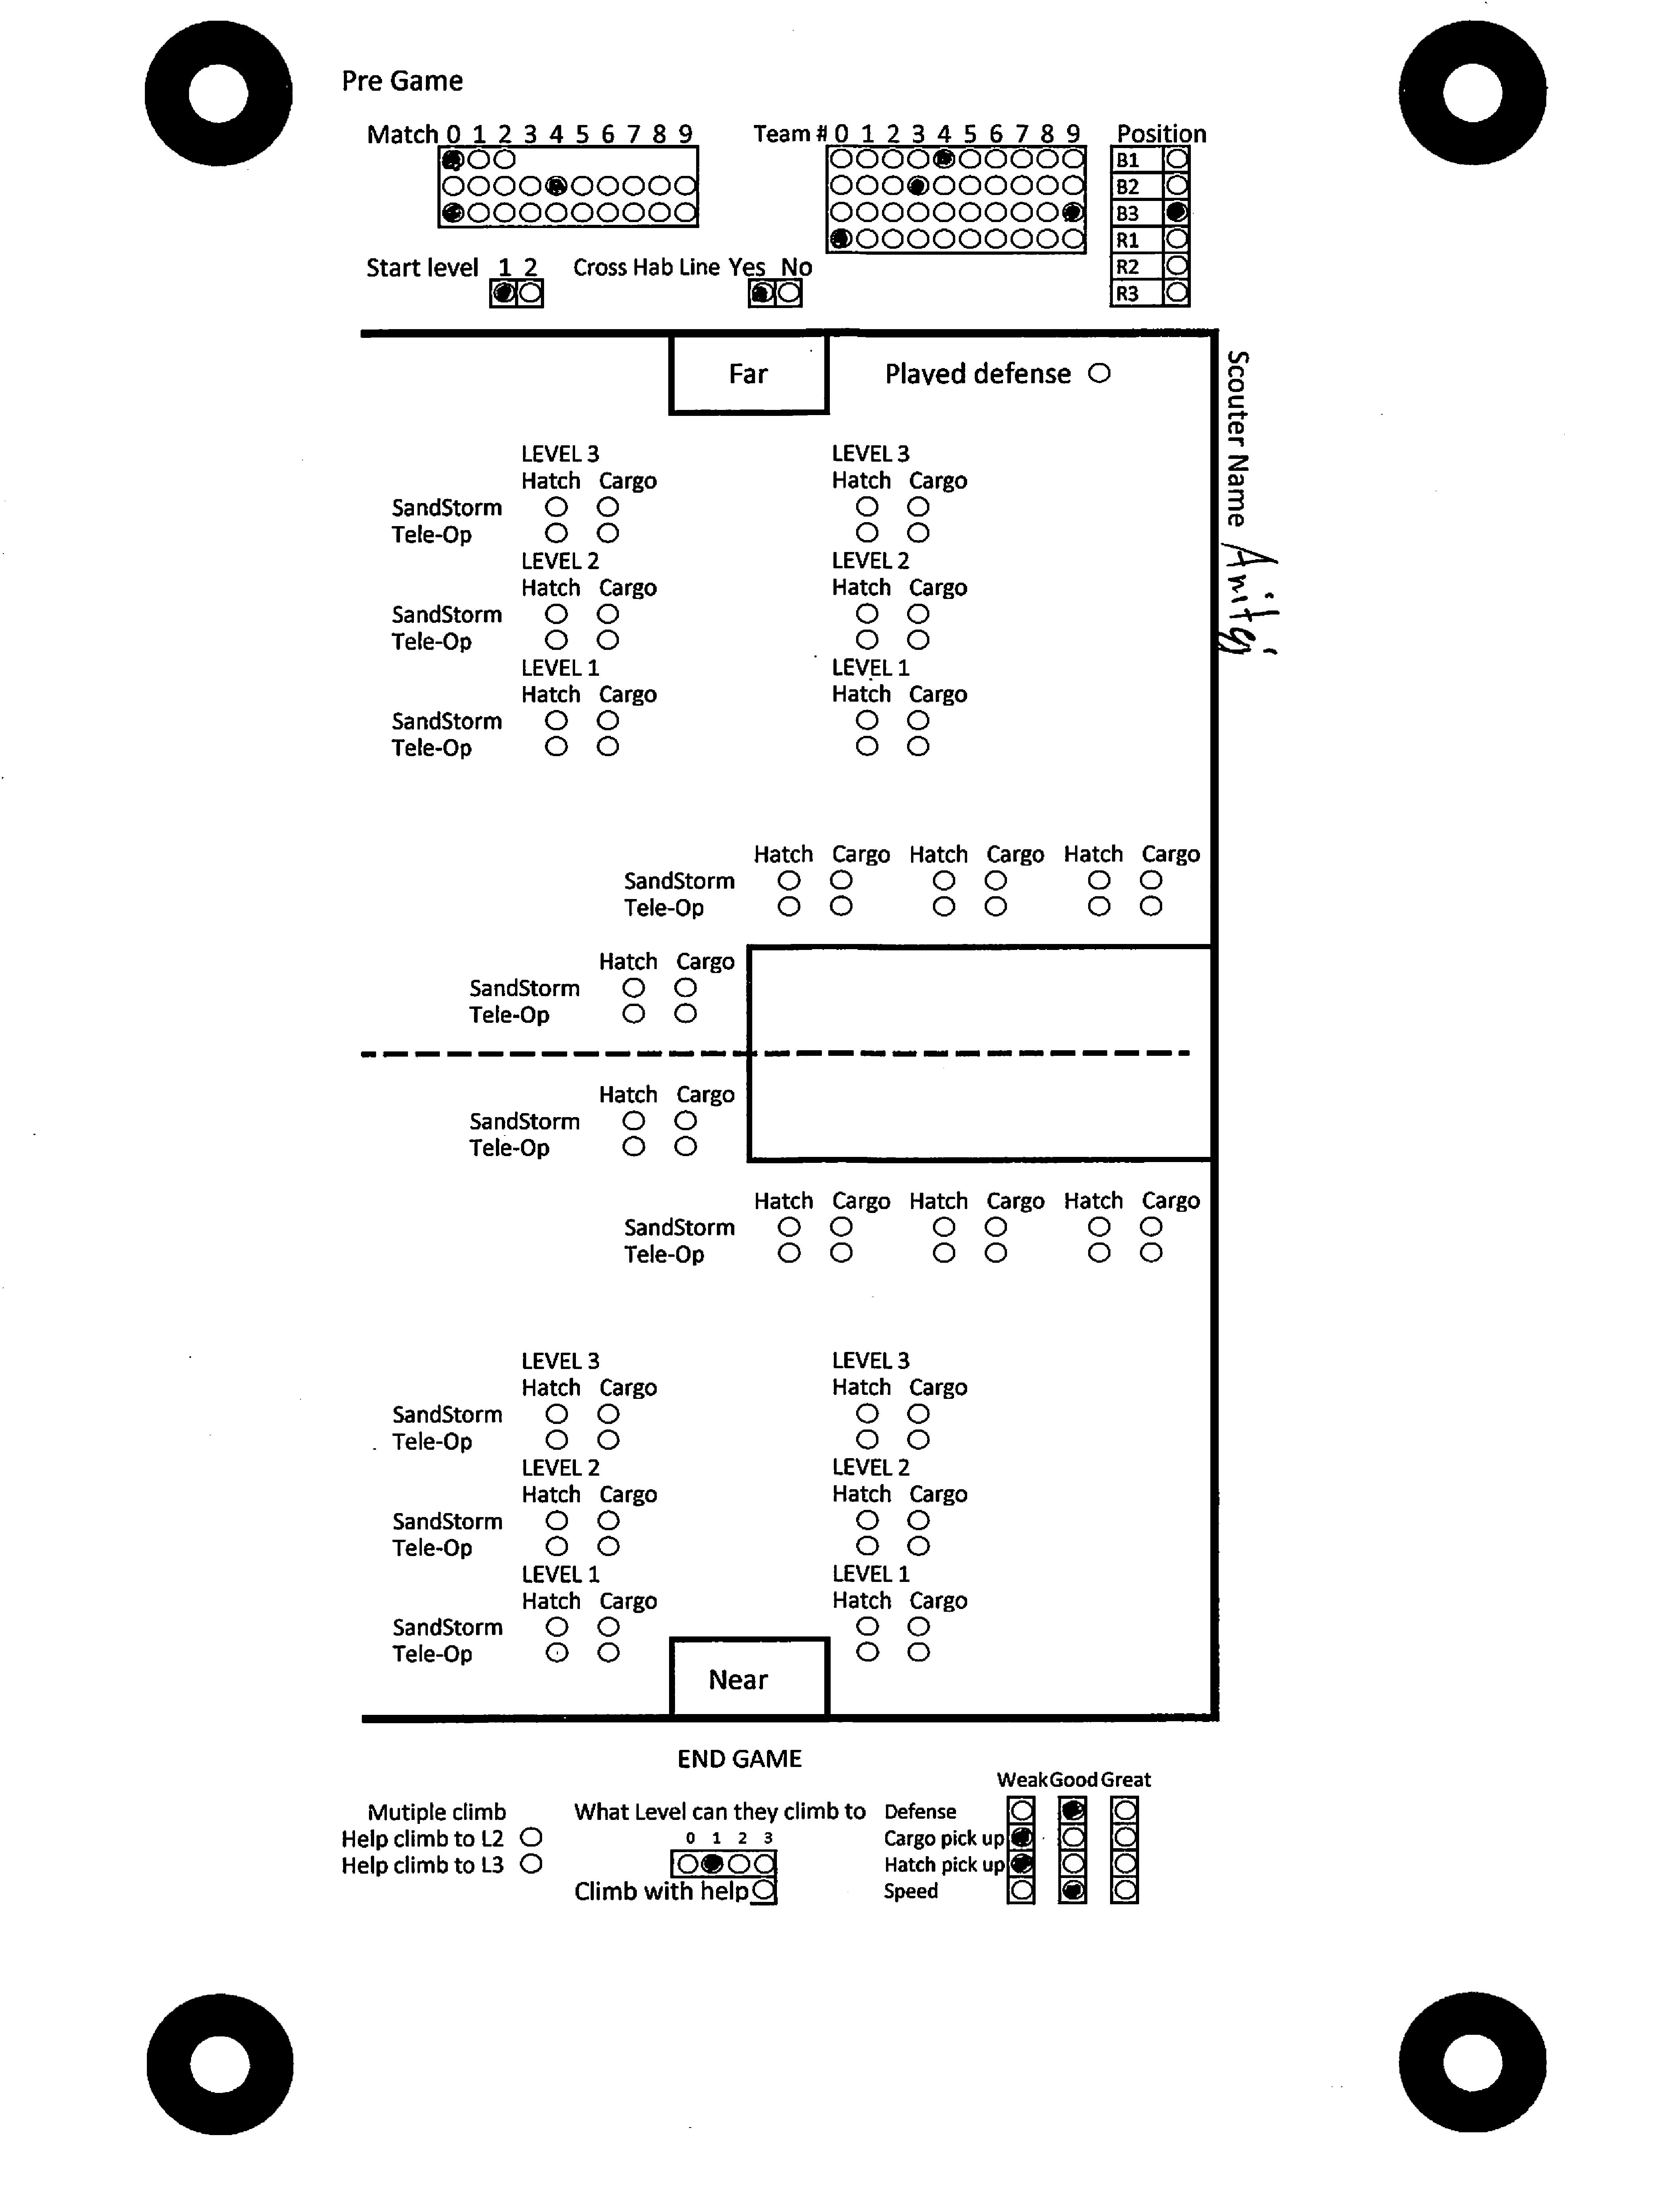 Pre Game
Match 0 1 2 3 4 5 6 7 8 9
Team # 0 1 2 3 4 5 6 7 8 9
Position
B1
B2
B3
R1
R2
R3
Start level 1 2
Cross Hab Line Yes No
Far
Played defense
Scouter Name
LEVEL 3 LEVEL 3
Hatch Cargo Hatch Cargo
SandStorm
Tele-Op
LEVEL 2 LEVEL 2
Hatch Cargo Hatch Cargo
SandStorm
Tele-Op
LEVEL 1 LEVEL 1
Hatch Cargo Hatch Cargo
SandStorm
Tele-Op
Hatch Cargo Hatch Cargo Hatch Cargo
SandStorm
Tele-Op
Hatch Cargo
SandStorm
Tele-Op
Hatch Cargo
SandStorm
Tele-Op
Hatch Cargo Hatch Cargo Hatch Cargo
SandStorm
Tele-Op
LEVEL 3 LEVEL 3
Hatch Cargo Hatch Cargo
SandStorm
Tele-Op
LEVEL 2 LEVEL 2
Hatch Cargo Hatch Cargo
SandStorm
Tele-Op
LEVEL 1 LEVEL 1
Hatch Cargo Hatch Cargo
SandStorm
Tele-Op
Near
END GAME
Weak Good Great
Mutiple climb
Help climb to L2
Help climb to L3
What Level can they climb to
0 1 2 3
Climb with help
Defense
Cargo pick up
Hatch pick up
Speed